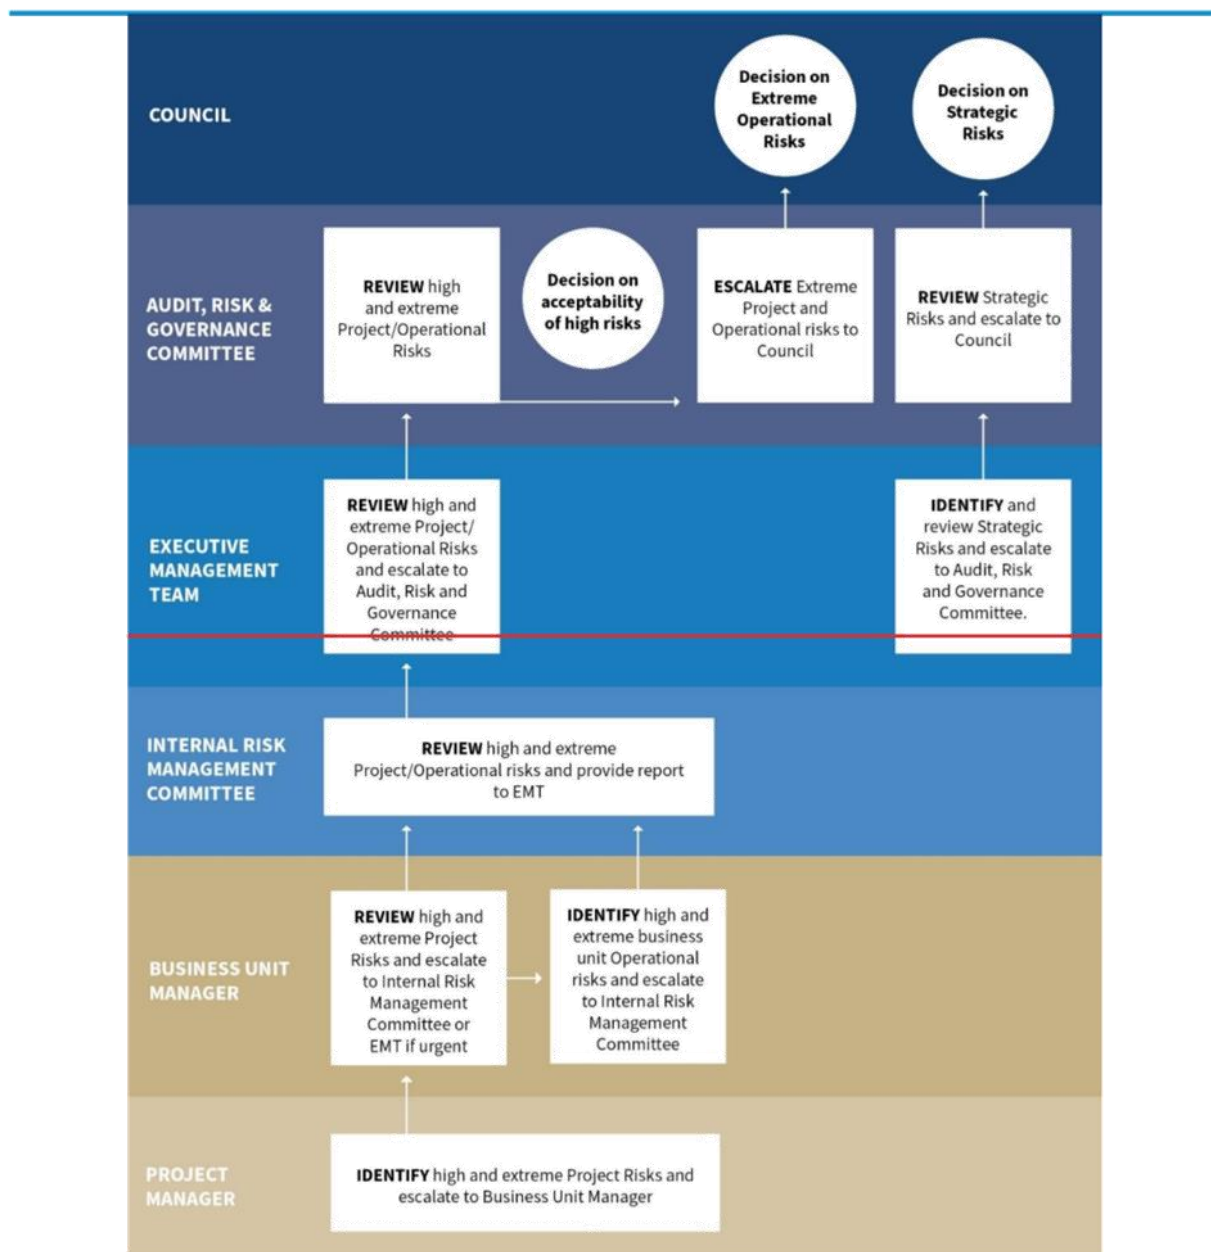 COUNCIL
Decision on
Extreme
Operational
Risks
Decision on
Strategic
Risks
AUDIT, RISK &
GOVERNANCE
COMMITTEE
REVIEW high
and extreme
Project/Operational
Risks
Decision on
acceptability
of high risks
ESCALATE Extreme
Project and
Operational risks to
Council
REVIEW Strategic
Risks and escalate to
Council
EXECUTIVE
MANAGEMENT
TEAM
REVIEW high and
extreme Project/
Operational Risks
and escalate to
Audit, Risk and
Governance
Committee
IDENTIFY and
review Strategic
Risks and escalate
to Audit, Risk
and Governance
Committee.
INTERNAL RISK
MANAGEMENT
COMMITTEE
REVIEW high and extreme
Project/Operational risks and provide report
to EMT
BUSINESS UNIT
MANAGER
REVIEW high and
extreme Project
Risks and escalate
to Internal Risk
Management
Committee or
EMT if urgent
IDENTIFY high and
extreme business
unit Operational
risks and escalate
to Internal Risk
Management
Committee
PROJECT
MANAGER
IDENTIFY high and extreme Project Risks and
escalate to Business Unit Manager